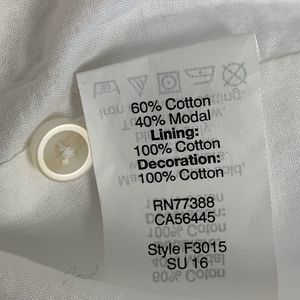 60% Cotton
40% Modal
Lining:
100% Cotton
Decoration:
100% Cotton
RN77388
CA56445
Style F3015
SU 16